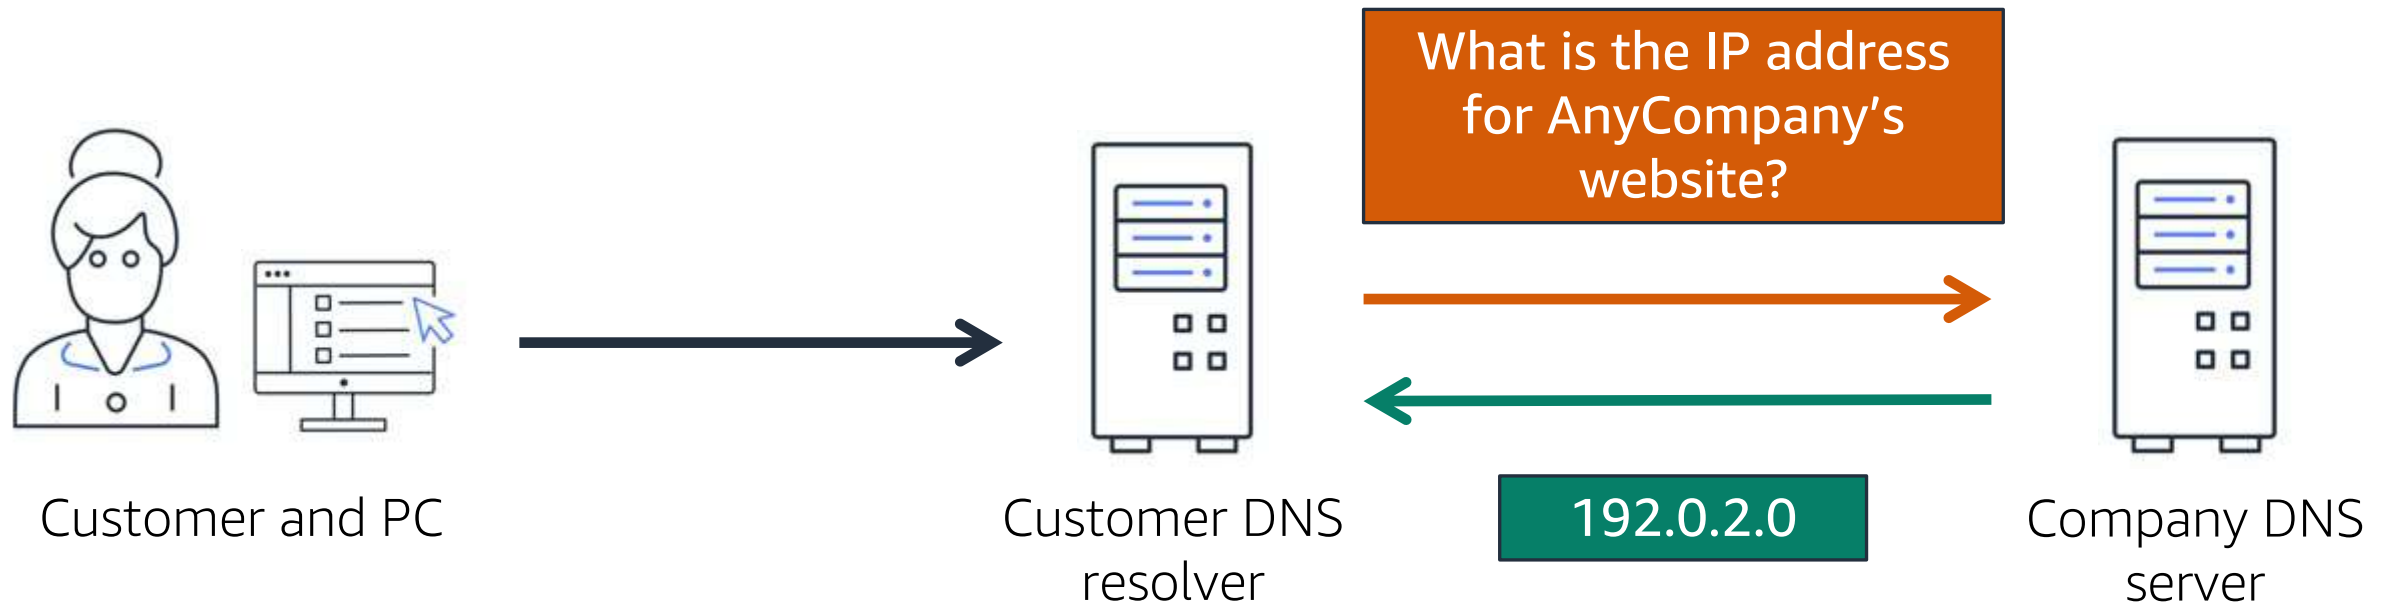 What is the IP address
for AnyCompany’s
website?
Customer and PC
Customer DNS
resolver
192.0.2.0
Company DNS
server